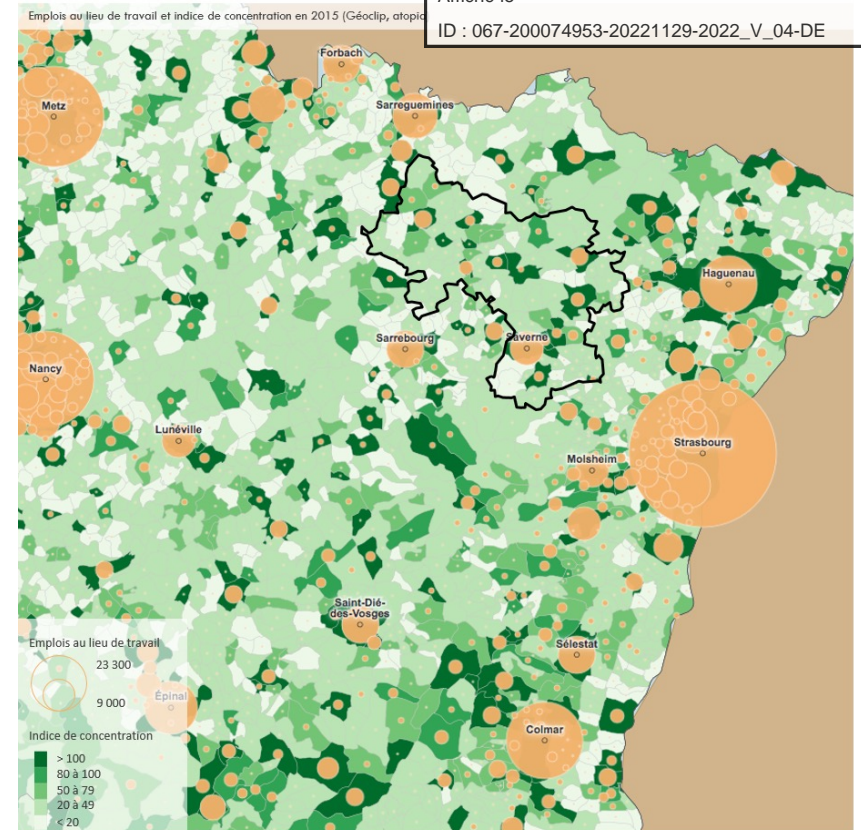 Emplois au lieu de travail et indice de concentration en 2015 (Géoclip,
ID : 067-200074953-20221129-2022_V_04-DE
Forbach
Metz
Sarreguemines
Haguenau
Sarrebourg
Saverne
Nancy
Lunéville
Strasbourg
Molsheim
Saint-Dié-
des-Vosges
Sélestat
Épinal
Colmar
Emplois au lieu de travail
23 300
9 000
Indice de concentration
> 100
80 à 100
50 à 79
20 à 49
< 20